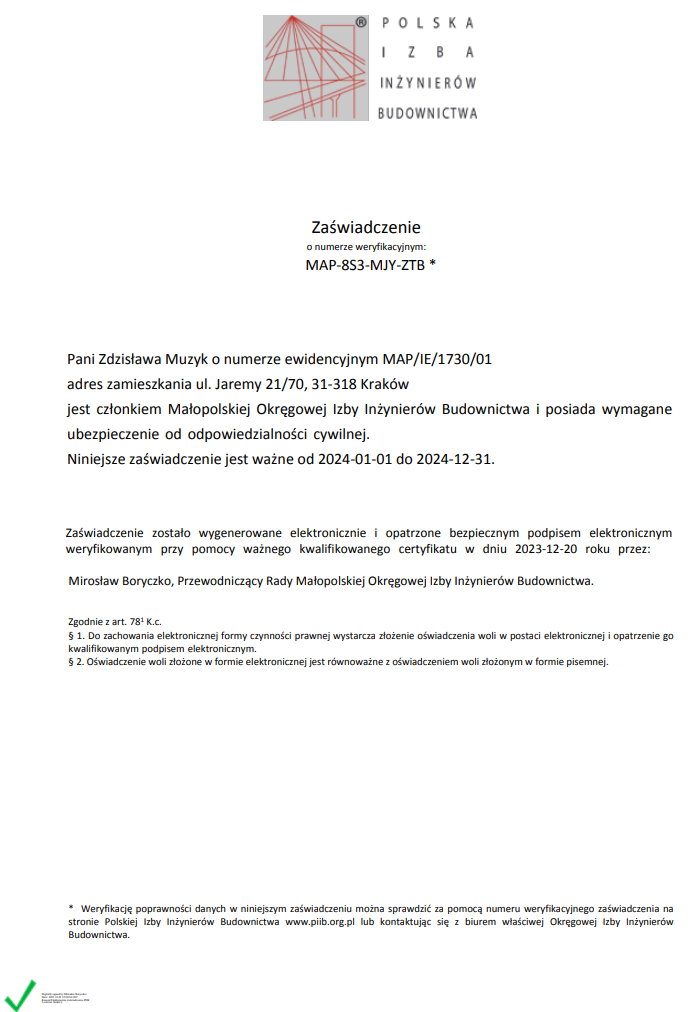 ®
POLSKA
IZBA
INŻYNIERÓW
BUDOWNICTWA
Zaświadczenie
o numerze weryfikacyjnym:
MAP-8S3-MJY-ZTB *
Pani Zdzisława Muzyk o numerze ewidencyjnym MAP/IE/1730/01
adres zamieszkania ul. Jaremy 21/70, 31-318 Kraków
jest członkiem Małopolskiej Okręgowej Izby Inżynierów Budownictwa i posiada wymagane
ubezpieczenie od odpowiedzialności cywilnej.
Niniejsze zaświadczenie jest ważne od 2024-01-01 do 2024-12-31.
Zaświadczenie zostało wygenerowane elektronicznie i opatrzone bezpiecznym podpisem elektronicznym
weryfikowanym przy pomocy ważnego kwalifikowanego certyfikatu w dniu 2023-12-20 roku przez:
Mirosław Boryczko, Przewodniczący Rady Małopolskiej Okręgowej Izby Inżynierów Budownictwa.
Zgodnie z art. 78¹ K.c.
§ 1. Do zachowania elektronicznej formy czynności prawnej wystarcza złożenie oświadczenia woli w postaci elektronicznej i opatrzenie go
kwalifikowanym podpisem elektronicznym.
§ 2. Oświadczenie woli złożone w formie elektronicznej jest równoważne z oświadczeniem woli złożonym w formie pisemnej.
* Weryfikację poprawności danych w niniejszym zaświadczeniu można sprawdzić za pomocą numeru weryfikacyjnego zaświadczenia na
stronie Polskiej Izby Inżynierów Budownictwa www.piib.org.pl lub kontaktując się z biurem właściwej Okręgowej Izby Inżynierów
Budownictwa.